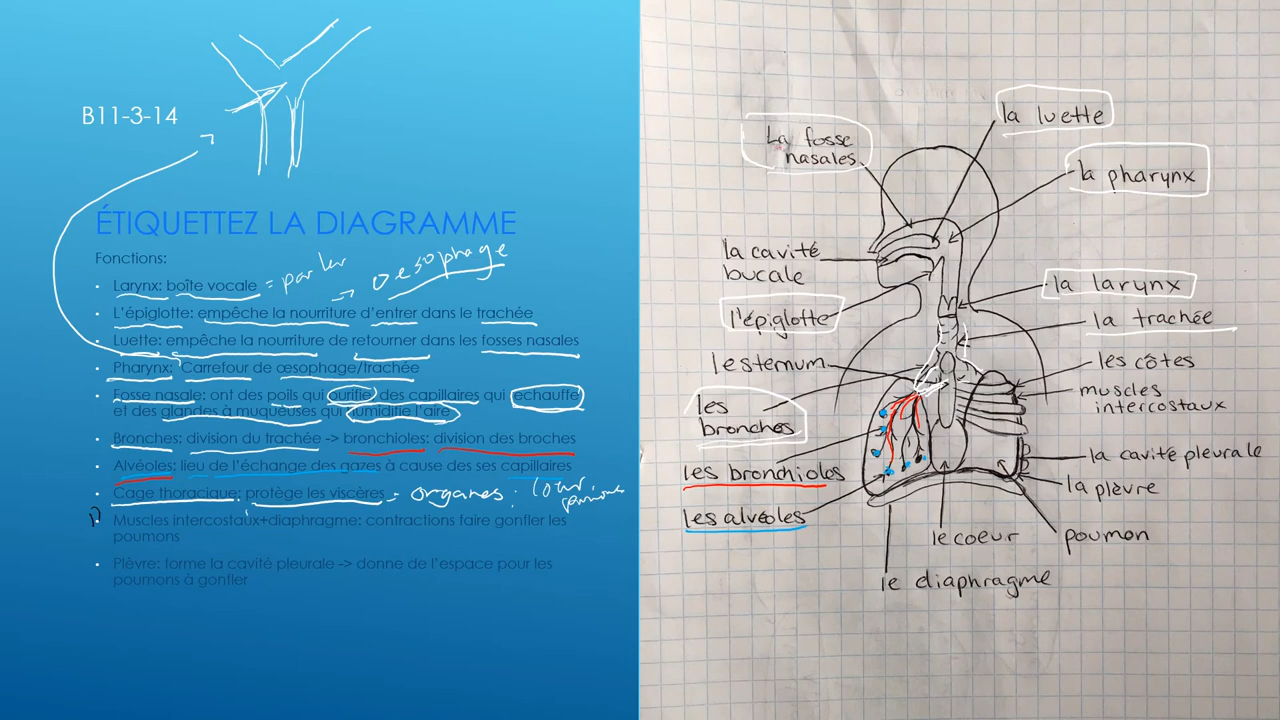 B11-3-14
ÉTIQUETTEZ LA DIAGRAMME
Fonctions:
oesophage
• Larynx: boîte vocale = parler
• L'épiglotte: empêche la nourriture d'entrer dans le trachée
• Luette: empêche la nourriture de retourner dans les fosses nasales
• Pharynx: Carrefour de œsophage/trachée
• Fosse nasale: ont des poils qui purifie, des capillaires qui echauffe
et des glandes à muqueuses qui humidifie l'aire
• Bronches: division du trachée -> bronchioles: division des broches
• Alvéoles: lieu de l'échange des gazes à cause des ses capillaires
• Cage thoracique: protège les viscères - organes: coeur,
poumons
• Muscles intercostaux+diaphragme: contractions faire gonfler les
poumons
• Plèvre: forme la cavité pleurale -> donne de l'espace pour les
poumons à gonfler
la luette
La fosse
nasales
la pharynx
la cavité
bucale
la larynx
l'épiglotte
la trachée
le sternum
les côtes
muscles
intercostaux
les
bronches
la cavité pleurale
les bronchioles
la plèvre
les alvéoles
le coeur
poumon
le diaphragme